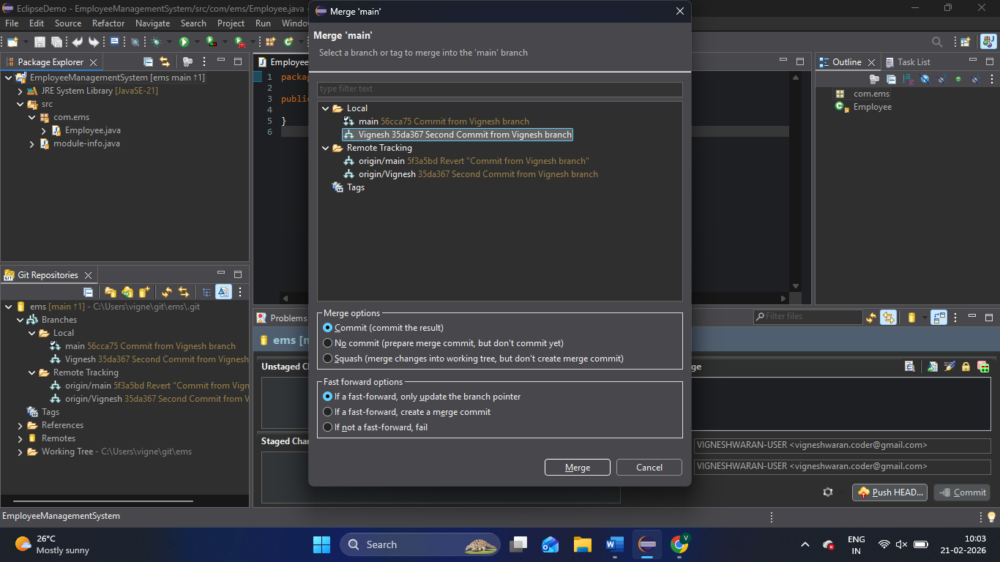 EclipseDemo - EmployeeManagementSystem/src/com/ems/Employee.java -
File Edit Source Refactor Navigate Search Project Run
Package Explorer
EmployeeManagementSystem [ems main ↑1]
JRE System Library [JavaSE-21]
src
com.ems
Employee.java
module-info.java
Git Repositories
ems [main ↑1] - C:\Users\vigne\git\ems\.git
Branches
Local
main 56cca75 Commit from Vignesh branch
Vignesh 35da367 Second Commit from Vignesh
Remote Tracking
origin/main 5f3a5bd Revert "Commit from Vign
origin/Vignesh 35da367 Second Commit from V
Tags
References
Remotes
Working Tree - C:\Users\vigne\git\ems
Employee
1 packa
2
3 public
4
5 }
6
Merge 'main'
Merge 'main'
Select a branch or tag to merge into the 'main' branch
type filter text
Local
main 56cca75 Commit from Vignesh branch
Vignesh 35da367 Second Commit from Vignesh branch
Remote Tracking
origin/main 5f3a5bd Revert "Commit from Vignesh branch"
origin/Vignesh 35da367 Second Commit from Vignesh branch
Tags
Merge options
Commit (commit the result)
No commit (prepare merge commit, but don't commit yet)
Squash (merge changes into working tree, but don't create merge commit)
Fast forward options
If a fast-forward, only update the branch pointer
If a fast-forward, create a merge commit
If not a fast-forward, fail
Merge Cancel
Outline Task List
com.ems
Employee
Problems
Filter files
ems [
Unstaged C
Staged Char
ge
VIGNESHWARAN-USER <vigneshwaran.coder@gmail.com>
VIGNESHWARAN-USER <vigneshwaran.coder@gmail.com>
Push HEAD... Commit
EmployeeManagementSystem
26°C
Mostly sunny
Search
ENG
IN
10:03
21-02-2026